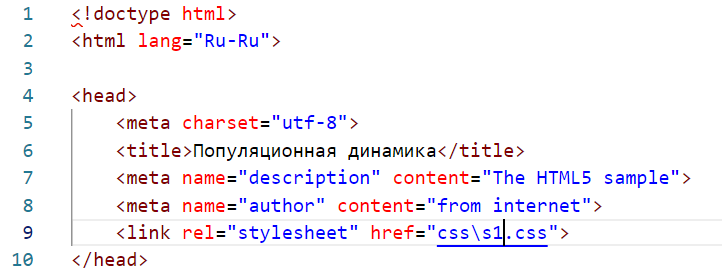 1 <!doctype html>
2 <html lang="Ru-Ru">
3
4 <head>
5 <meta charset="utf-8">
6 <title>Популяционная динамика</title>
7 <meta name="description" content="The HTML5 sample">
8 <meta name="author" content="from internet">
9 <link rel="stylesheet" href="css\s1.css">
10 </head>